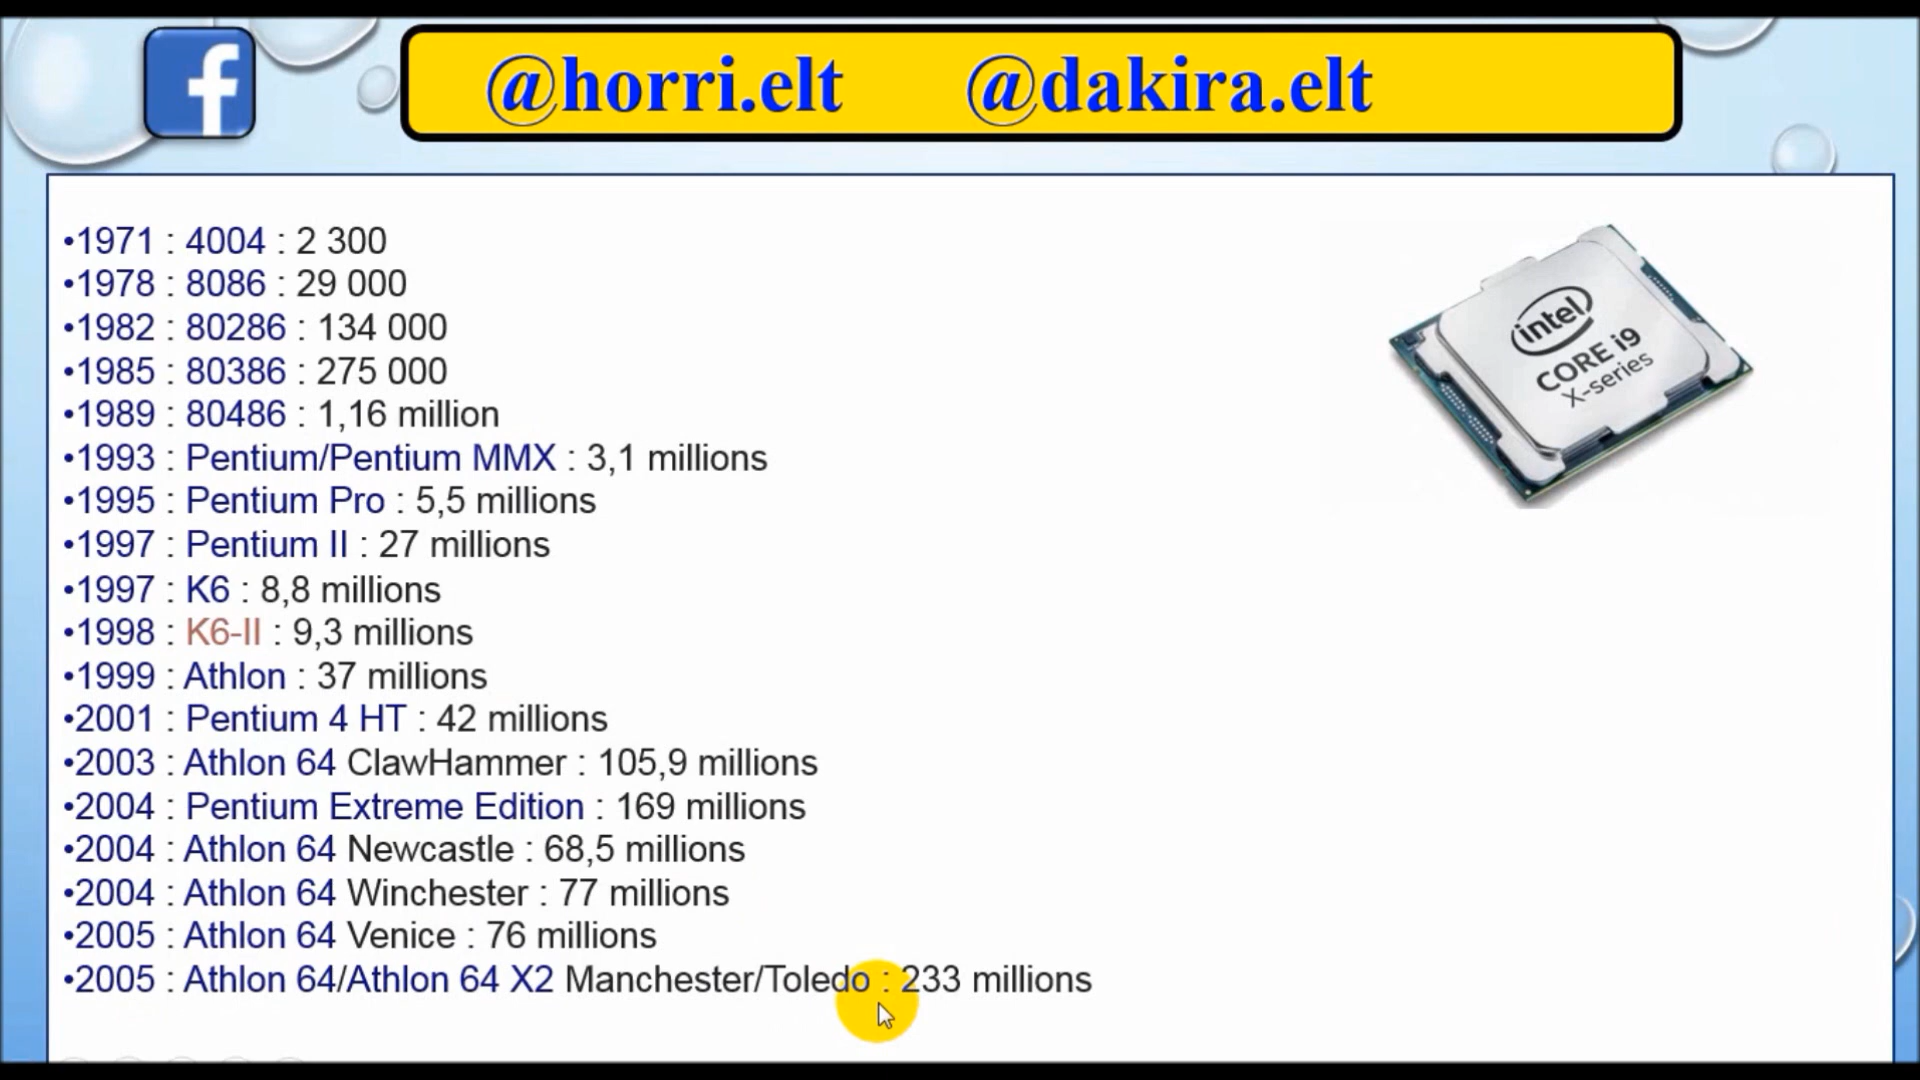 f
@horri.elt @dakira.elt
•1971 : 4004 : 2 300
•1978 : 8086 : 29 000
•1982 : 80286 : 134 000
•1985 : 80386 : 275 000
•1989 : 80486 : 1,16 million
•1993 : Pentium/Pentium MMX : 3,1 millions
•1995 : Pentium Pro : 5,5 millions
•1997 : Pentium II : 27 millions
•1997 : K6 : 8,8 millions
•1998 : K6-II : 9,3 millions
•1999 : Athlon : 37 millions
•2001 : Pentium 4 HT : 42 millions
•2003 : Athlon 64 ClawHammer : 105,9 millions
•2004 : Pentium Extreme Edition : 169 millions
•2004 : Athlon 64 Newcastle : 68,5 millions
•2004 : Athlon 64 Winchester : 77 millions
•2005 : Athlon 64 Venice : 76 millions
•2005 : Athlon 64/Athlon 64 X2 Manchester/Toledo : 233 millions
intel
CORE i9
X-series